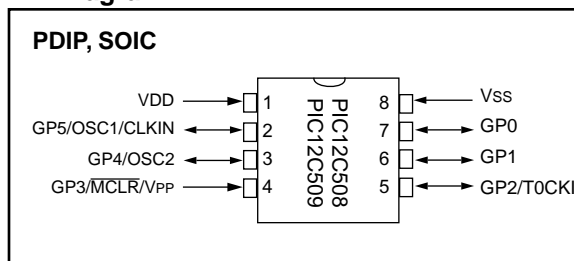 PDIP, SOIC
VDD 1 8 VSS
GP5/OSC1/CLKIN 2 7 GP0
GP4/OSC2 3 6 GP1
GP3/MCLR/VPP 4 5 GP2/T0CKI
PIC12C508
PIC12C509